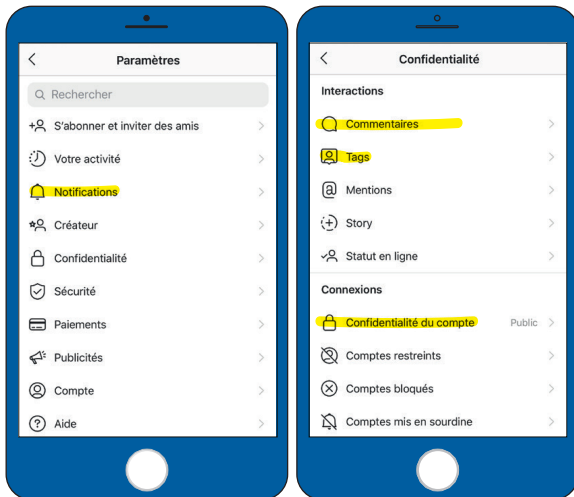 Paramètres
Rechercher
S'abonner et inviter des amis
Votre activité
Notifications
Créateur
Confidentialité
Sécurité
Paiements
Publicités
Compte
Aide
Confidentialité
Interactions
Commentaires
Tags
Mentions
Story
Statut en ligne
Connexions
Confidentialité du compte Public
Comptes restreints
Comptes bloqués
Comptes mis en sourdine